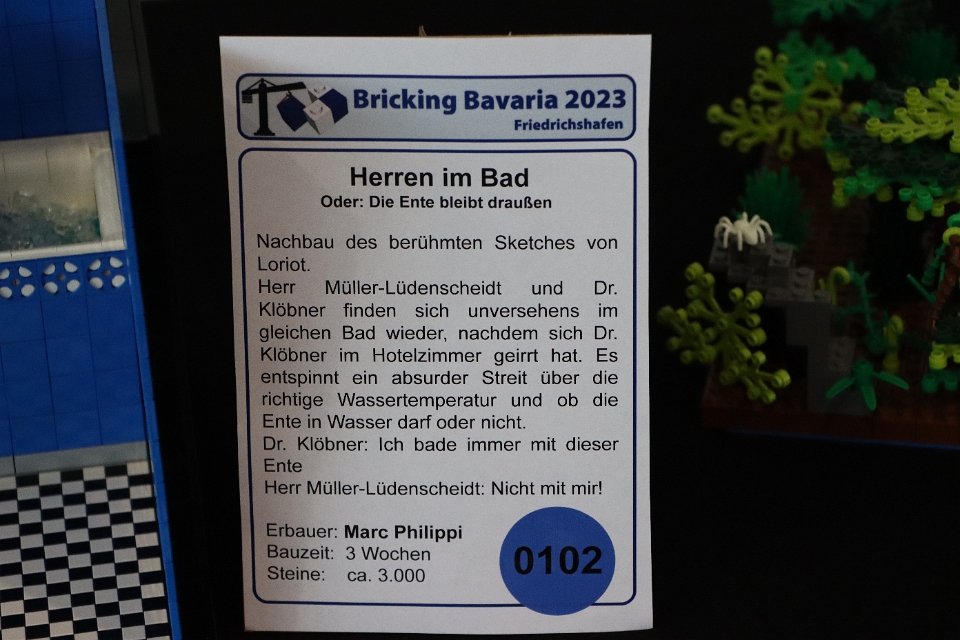 Bricking Bavaria 2023
Friedrichshafen
Herren im Bad
Oder: Die Ente bleibt draußen
Nachbau des berühmten Sketches von
Loriot.
Herr Müller-Lüdenscheidt und Dr.
Klöbner finden sich unversehens im
gleichen Bad wieder, nachdem sich Dr.
Klöbner im Hotelzimmer geirrt hat. Es
entspinnt ein absurder Streit über die
richtige Wassertemperatur und ob die
Ente in Wasser darf oder nicht.
Dr. Klöbner: Ich bade immer mit dieser
Ente
Herr Müller-Lüdenscheidt: Nicht mit mir!
Erbauer: Marc Philippi
Bauzeit: 3 Wochen
Steine: ca. 3.000
0102